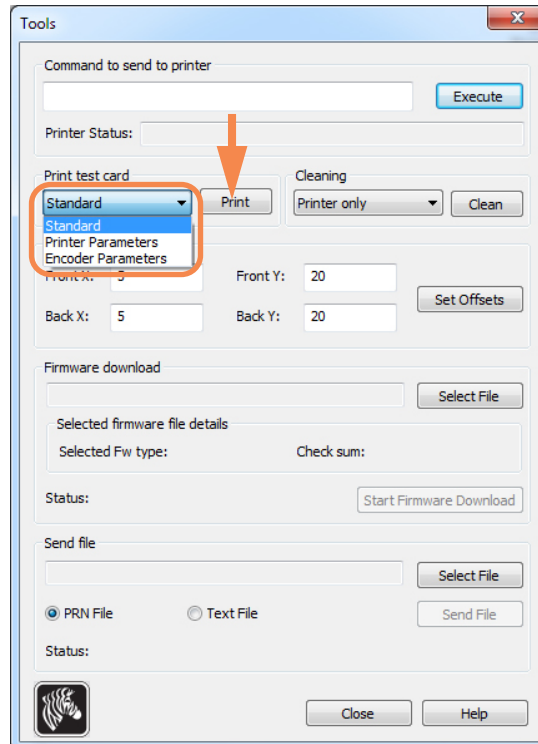 Tools
Command to send to printer
Execute
Printer Status:
Print test card
Cleaning
Standard
Print
Printer only
Clean
Standard
Printer Parameters
Encoder Parameters
Front X: 5
Front Y: 20
Set Offsets
Back X: 5
Back Y: 20
Firmware download
Select File
Selected firmware file details
Selected Fw type:
Check sum:
Status:
Start Firmware Download
Send file
Select File
PRN File
Text File
Send File
Status:
Close
Help